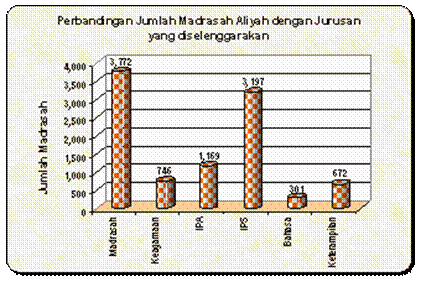 Perbandingan Jumlah Madrasah Aliyah dengan Jurusan
yang diselenggarakan
Jumlah Madrasah
4,000
3,500
3,000
2,500
2,000
1,500
1,000
500
0
3,772
746
1,169
3,197
301
672
Madrasah
Keagamaan
IPA
IPS
Bahasa
Keterampilan